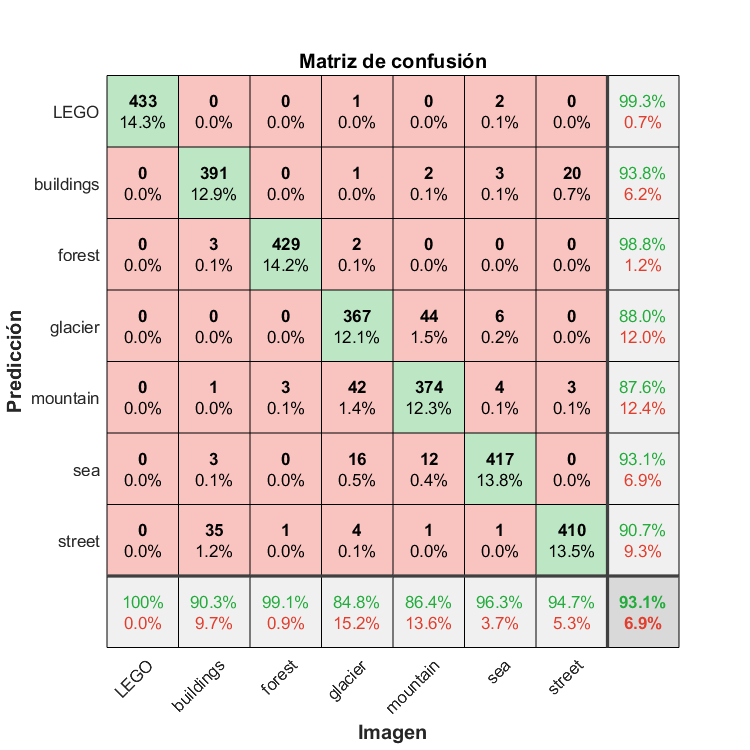 Matriz de confusión
LEGO 433 0 0 1 0 2 0 99.3%
14.3% 0.0% 0.0% 0.0% 0.0% 0.1% 0.0% 0.7%
buildings 0 391 0 1 2 3 20 93.8%
0.0% 12.9% 0.0% 0.0% 0.1% 0.1% 0.7% 6.2%
forest 0 3 429 2 0 0 0 98.8%
0.0% 0.1% 14.2% 0.1% 0.0% 0.0% 0.0% 1.2%
glacier 0 0 0 367 44 6 0 88.0%
0.0% 0.0% 0.0% 12.1% 1.5% 0.2% 0.0% 12.0%
mountain 0 1 3 42 374 4 3 87.6%
0.0% 0.0% 0.1% 1.4% 12.3% 0.1% 0.1% 12.4%
sea 0 3 0 16 12 417 0 93.1%
0.0% 0.1% 0.0% 0.5% 0.4% 13.8% 0.0% 6.9%
street 0 35 1 4 1 1 410 90.7%
0.0% 1.2% 0.0% 0.1% 0.0% 0.0% 13.5% 9.3%
100% 90.3% 99.1% 84.8% 86.4% 96.3% 94.7% 93.1%
0.0% 9.7% 0.9% 15.2% 13.6% 3.7% 5.3% 6.9%
LEGO buildings forest glacier mountain sea street
Predicción
Imagen